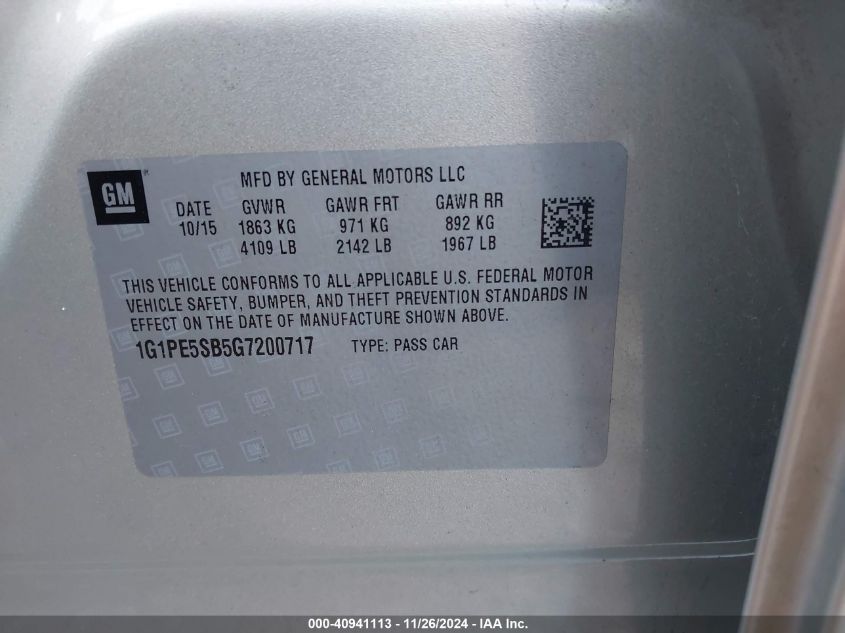 GM
MFD BY GENERAL MOTORS LLC
DATE GVWR GAWR FRT GAWR RR
10/15 1863 KG 971 KG 892 KG
4109 LB 2142 LB 1967 LB
THIS VEHICLE CONFORMS TO ALL APPLICABLE U.S. FEDERAL MOTOR
VEHICLE SAFETY, BUMPER, AND THEFT PREVENTION STANDARDS IN
EFFECT ON THE DATE OF MANUFACTURE SHOWN ABOVE.
1G1PE5SB5G7200717 TYPE: PASS CAR
000-40941113 - 11/26/2024 - IAA Inc.